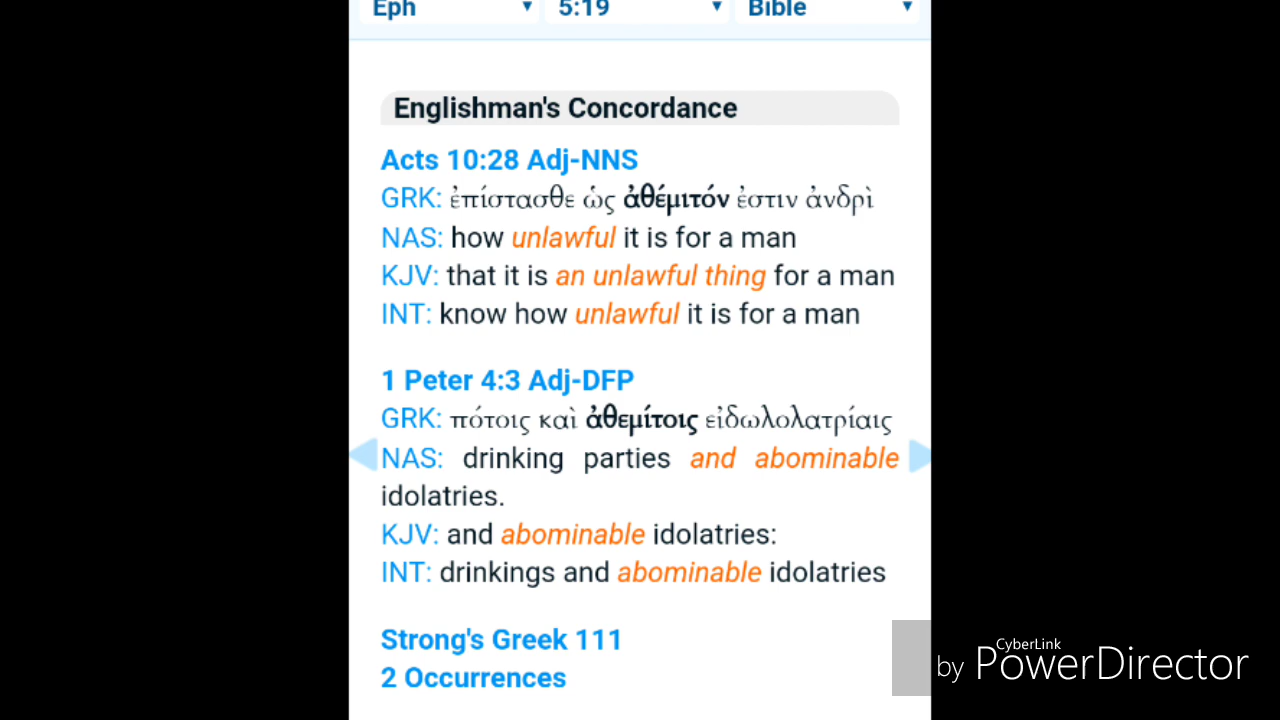 Eph ▾ 5:19 ▾ Bible ▾
Englishman's Concordance
Acts 10:28 Adj-NNS
GRK: ἐπίστασθε ὡς ἀθέμιτόν ἐστιν ἀνδρὶ
NAS: how unlawful it is for a man
KJV: that it is an unlawful thing for a man
INT: know how unlawful it is for a man
1 Peter 4:3 Adj-DFP
GRK: πότοις καὶ ἀθεμίτοις εἰδωλολατρίαις
NAS: drinking parties and abominable
idolatries.
KJV: and abominable idolatries:
INT: drinkings and abominable idolatries
Strong's Greek 111
2 Occurrences
CyberLink
by PowerDirector